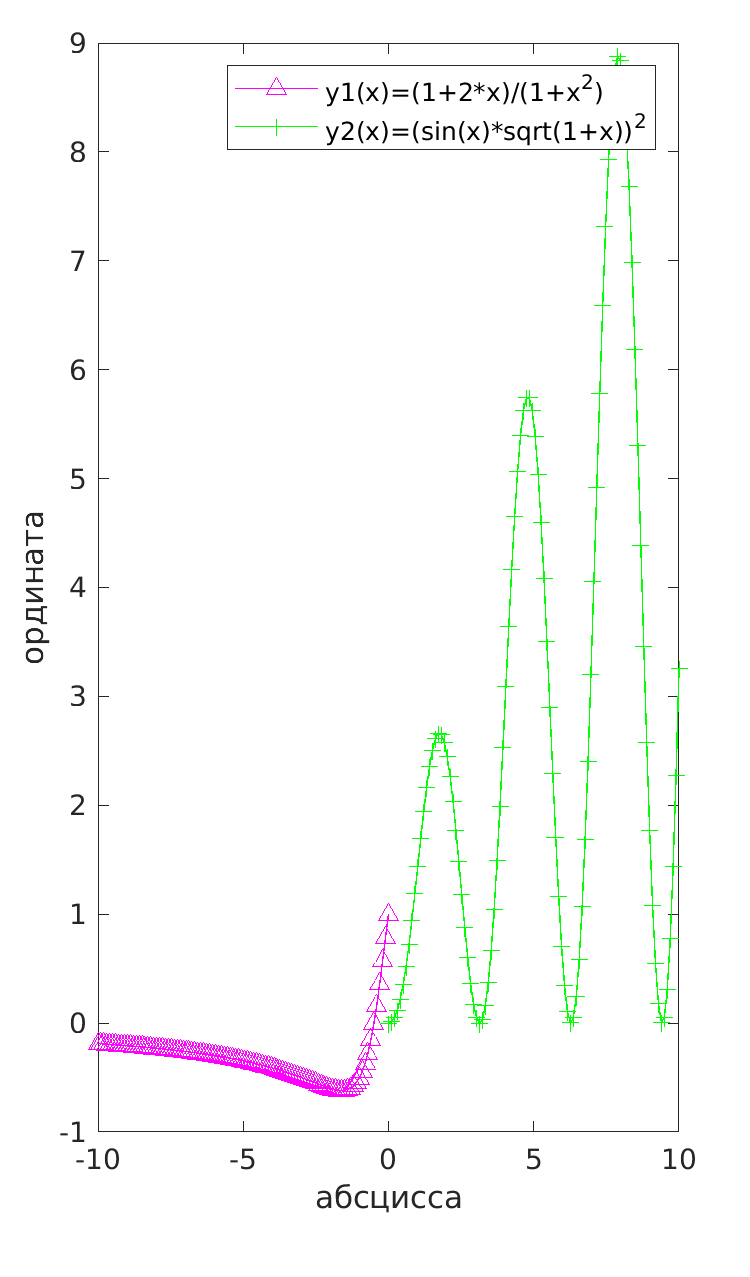 9
8
7
6
5
4
3
2
1
0
-1
y1(x)=(1+2*x)/(1+x²)
y2(x)=(sin(x)*sqrt(1+x))²
ордината
-10 -5 0 5 10
абсцисса